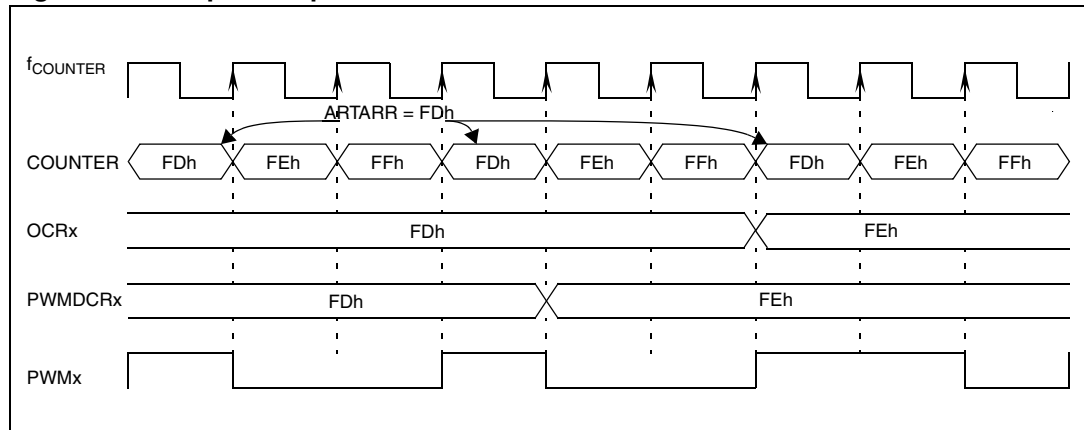 fCOUNTER
ARTARR = FDh
COUNTER FDh FEh FFh FDh FEh FFh FDh FEh FFh
OCRx FDh FEh
PWMDCRx FDh FEh
PWMx